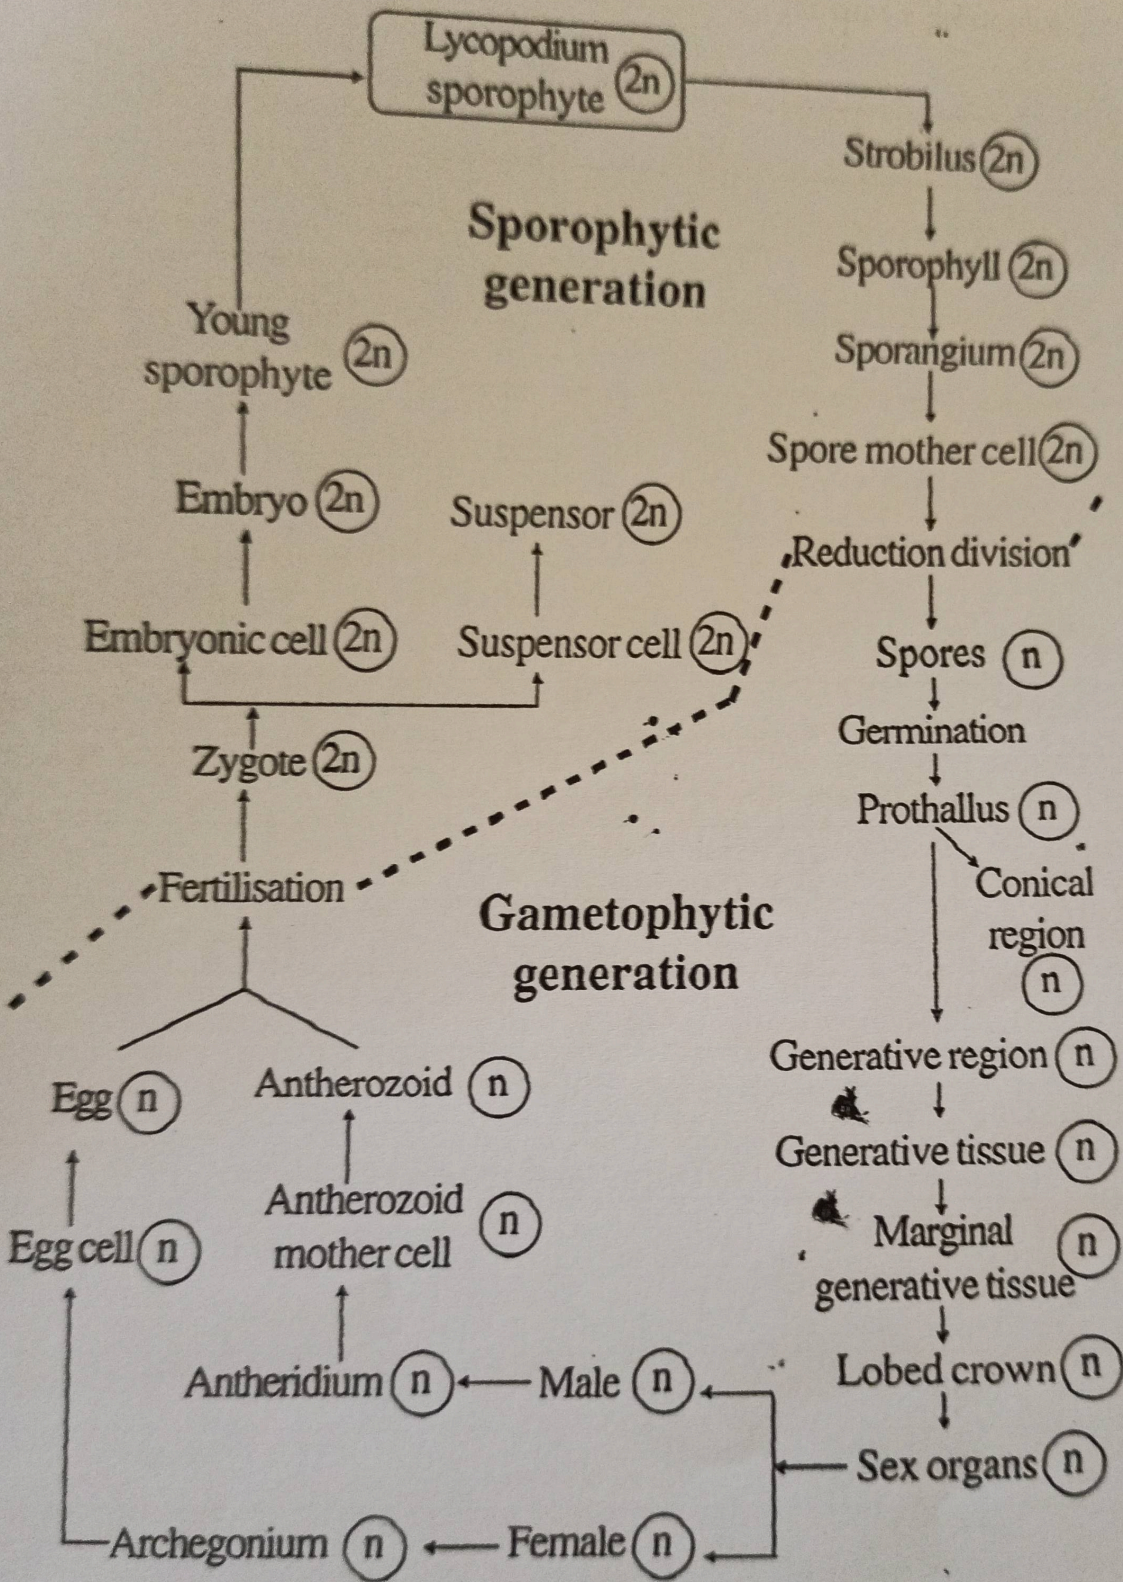 Lycopodium
sporophyte 2n
Strobilus 2n
Sporophyll 2n
Sporangium 2n
Spore mother cell 2n
Reduction division
Spores n
Germination
Prothallus n
Conical
region
n
Generative region n
Generative tissue n
Marginal
generative tissue n
Lobed crown n
Sex organs n
Male n
Antheridium n
Antherozoid
mother cell n
Antherozoid n
Female n
Archegonium n
Egg cell n
Egg n
Fertilisation
Zygote 2n
Embryonic cell 2n
Suspensor cell 2n
Embryo 2n
Suspensor 2n
Young
sporophyte 2n
Sporophytic
generation
Gametophytic
generation